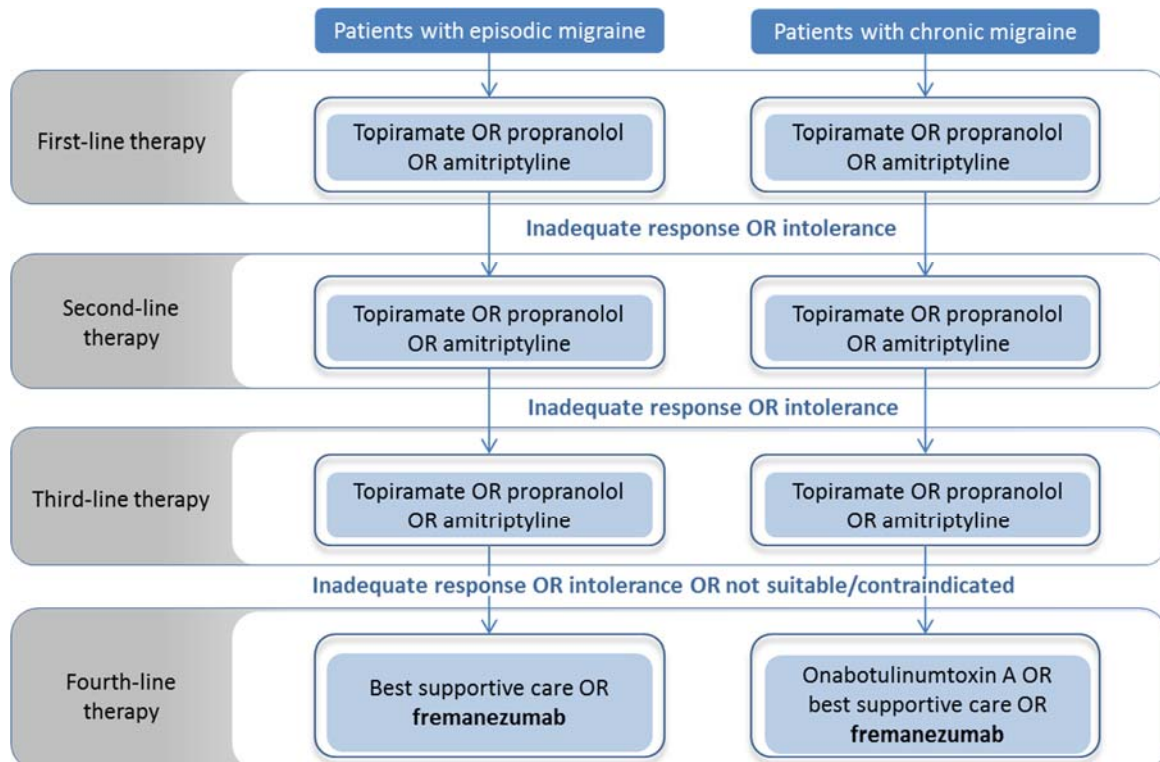 Patients with episodic migraine
Patients with chronic migraine
First-line therapy
Topiramate OR propranolol
OR amitriptyline
Topiramate OR propranolol
OR amitriptyline
Inadequate response OR intolerance
Second-line
therapy
Topiramate OR propranolol
OR amitriptyline
Topiramate OR propranolol
OR amitriptyline
Inadequate response OR intolerance
Third-line therapy
Topiramate OR propranolol
OR amitriptyline
Topiramate OR propranolol
OR amitriptyline
Inadequate response OR intolerance OR not suitable/contraindicated
Fourth-line
therapy
Best supportive care OR
fremanezumab
Onabotulinumtoxin A OR
best supportive care OR
fremanezumab